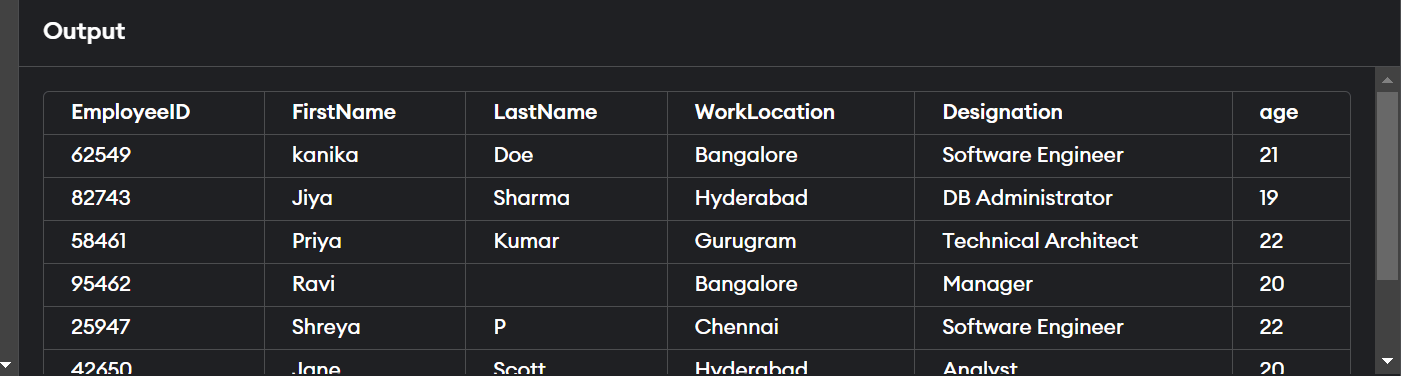 Output
EmployeeID FirstName LastName WorkLocation Designation age
62549 kanika Doe Bangalore Software Engineer 21
82743 Jiya Sharma Hyderabad DB Administrator 19
58461 Priya Kumar Gurugram Technical Architect 22
95462 Ravi Bangalore Manager 20
25947 Shreya P Chennai Software Engineer 22
42650 Jane Scott Hyderabad Analyst 20